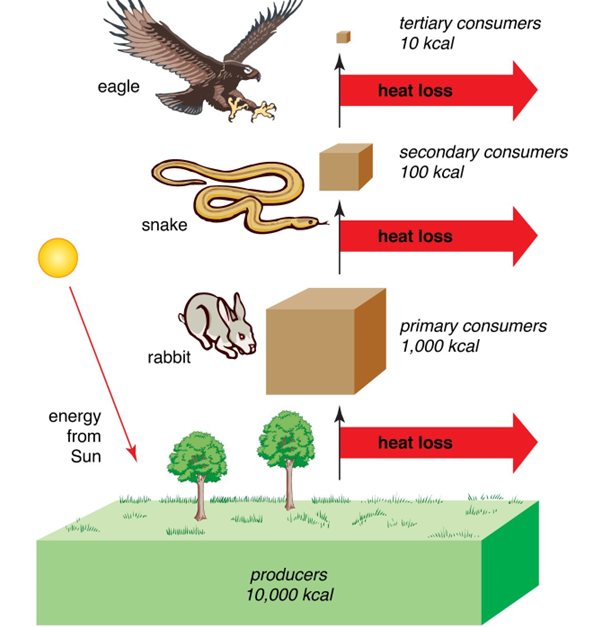 tertiary consumers
10 kcal
eagle
heat loss
secondary consumers
100 kcal
snake
heat loss
primary consumers
1,000 kcal
rabbit
energy
from
Sun
heat loss
producers
10,000 kcal